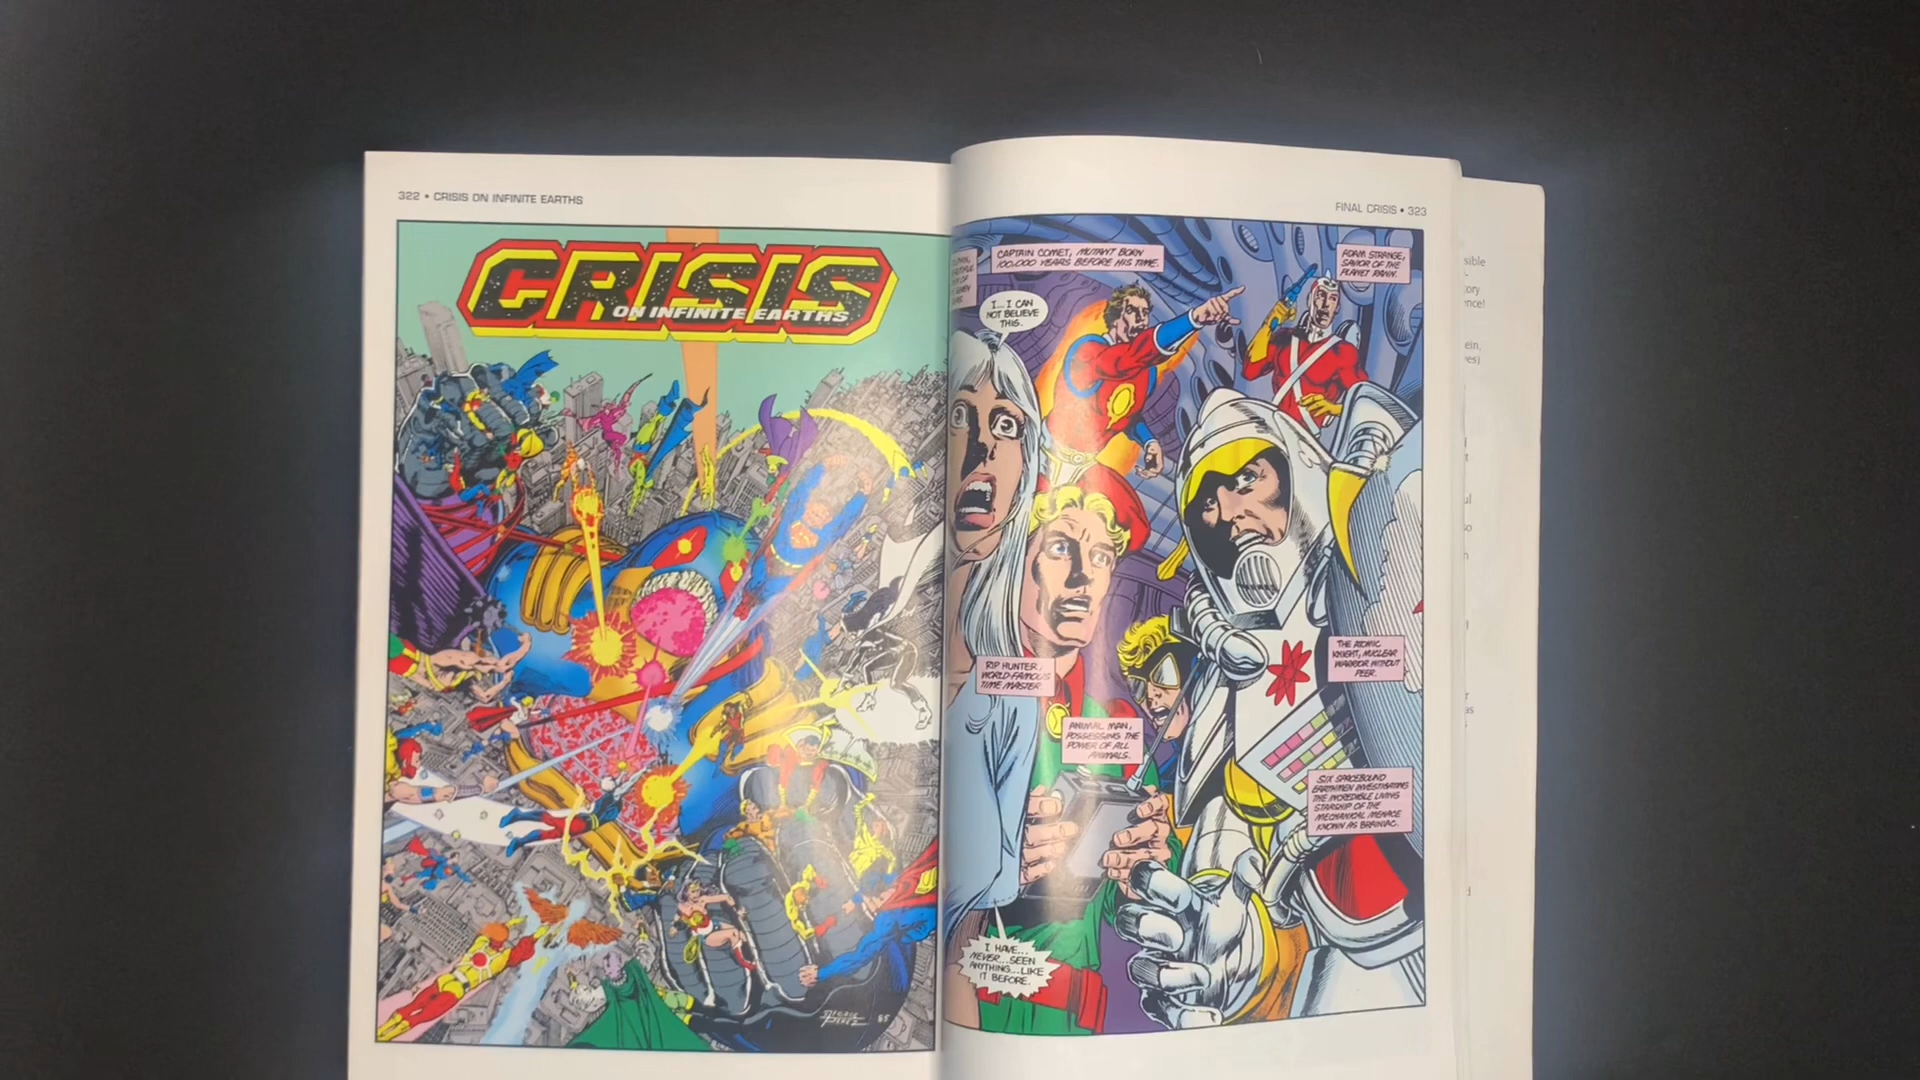 322 • CRISIS ON INFINITE EARTHS
CRISIS
ON INFINITE EARTHS
PEREZ 85
FINAL CRISIS • 323
CAPTAIN COMET, MUTANT BORN
100,000 YEARS BEFORE HIS TIME.
ADAM STRANGE,
SAVIOR OF THE
PLANET RANN.
I...I CAN
NOT BELIEVE
THIS.
RIP HUNTER,
WORLD-FAMOUS
TIME MASTER
THE ATOMIC
KNIGHT, NUCLEAR
WARRIOR WITHOUT
PEER.
ANIMAL MAN,
POSSESSING THE
POWER OF ALL
ANIMALS.
SIX SPACEBOUND
EARTHMEN INVESTIGATING
THE INCREDIBLE LIVING
STARSHIP OF THE
MECHANICAL MENACE
KNOWN AS BRAINIAC.
I HAVE...
NEVER...SEEN
ANYTHING...LIKE
IT BEFORE.